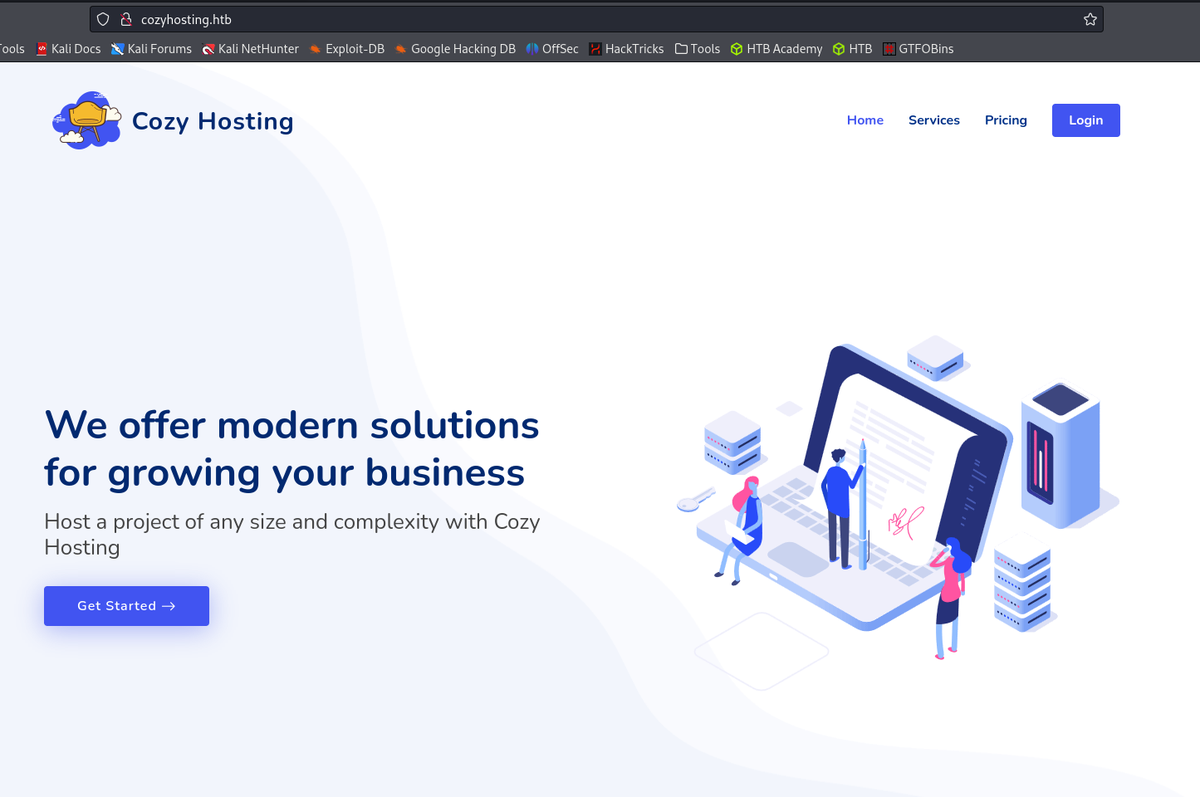 cozyhosting.htb
ools Kali Docs Kali Forums Kali NetHunter Exploit-DB Google Hacking DB OffSec HackTricks Tools HTB Academy HTB GTFOBins
Cozy Hosting
Home Services Pricing Login
We offer modern solutions
for growing your business
Host a project of any size and complexity with Cozy
Hosting
Get Started →